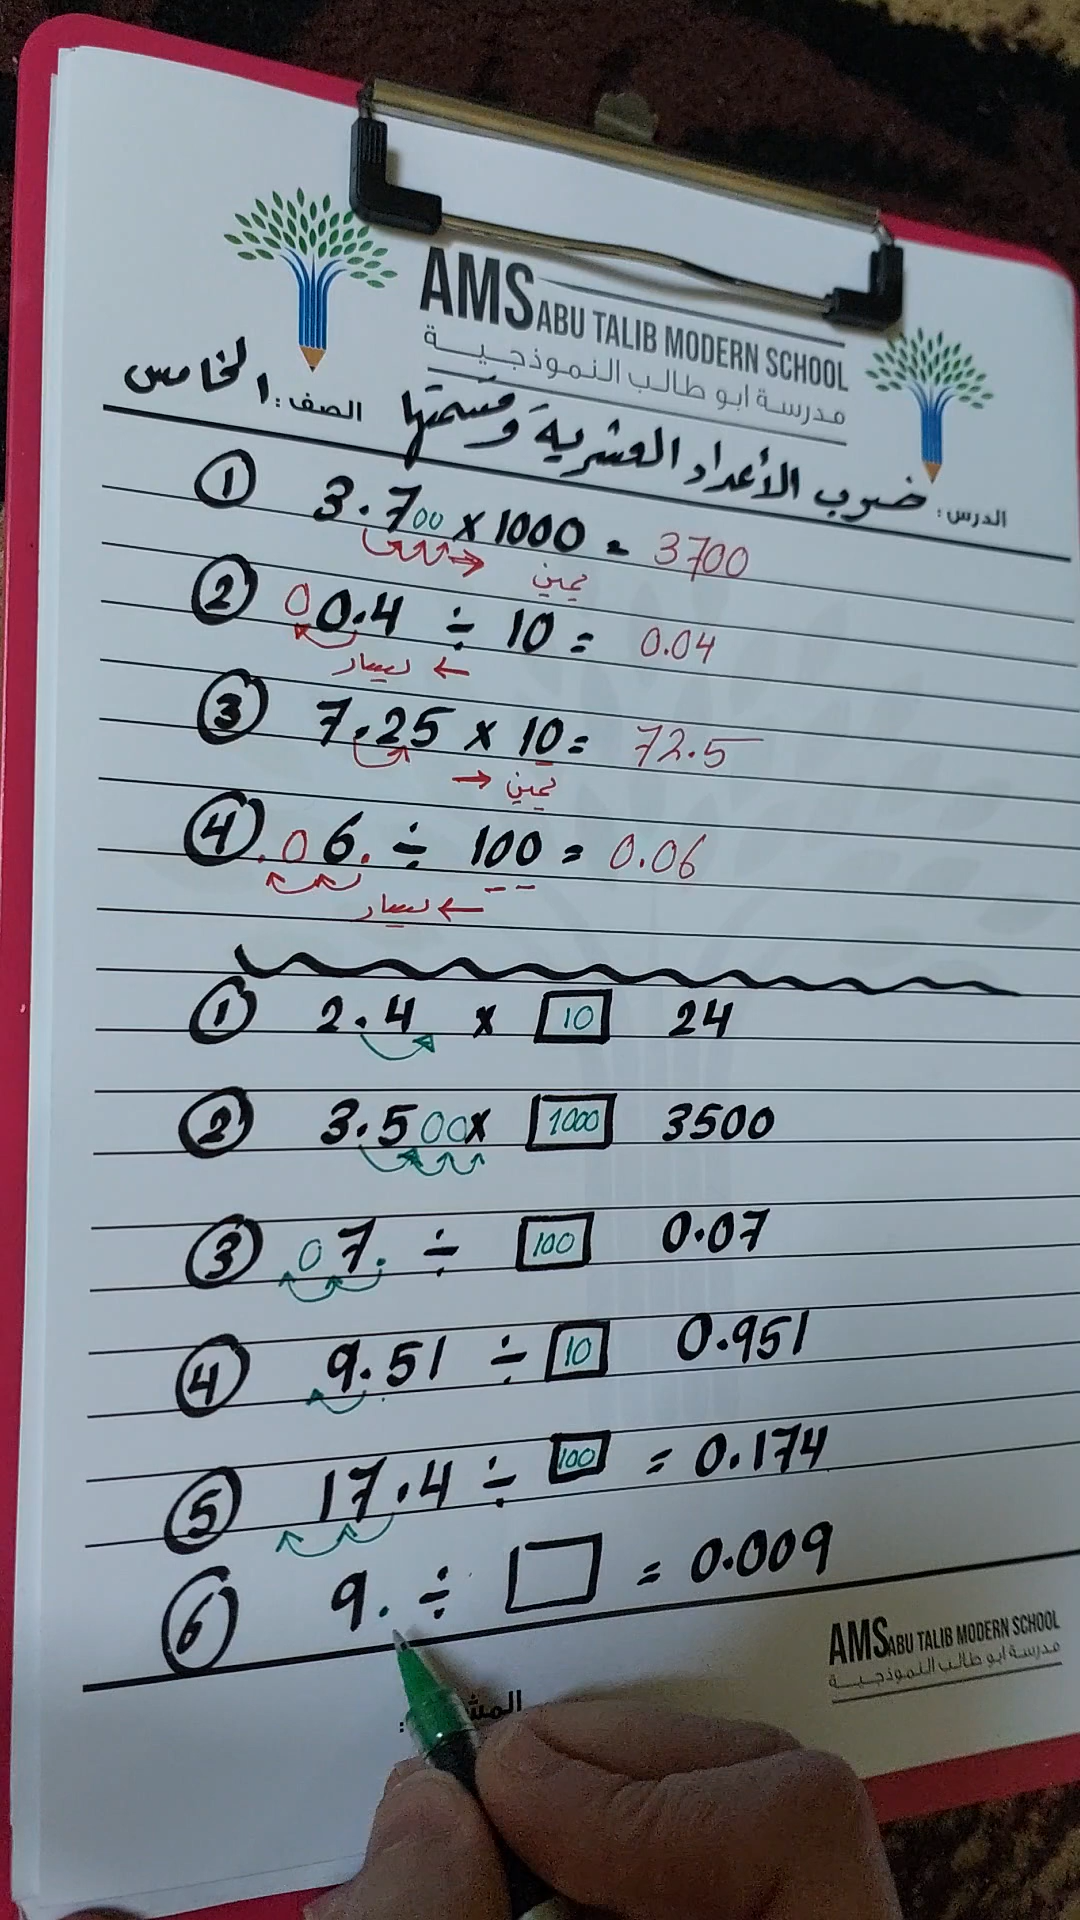 AMS ABU TALIB MODERN SCHOOL
مدرسة ابو طالب النموذجية
الدرس: ضرب الأعداد العشرية وقسمتها الصف: الخامس
① 3.700 × 1000 = 3700
يمين
② 00.4 ÷ 10 = 0.04
← يسار
③ 7.25 × 10 = 72.5
→ يمين
④ .06. ÷ 100 = 0.06
← يسار
① 2.4 × 10 24
② 3.500 × 1000 3500
③ 07. ÷ 100 0.07
④ 9.51 ÷ 10 0.951
⑤ 17.4 ÷ 100 = 0.174
⑥ 9. ÷ □ = 0.009
AMS ABU TALIB MODERN SCHOOL
مدرسة ابو طالب النموذجية